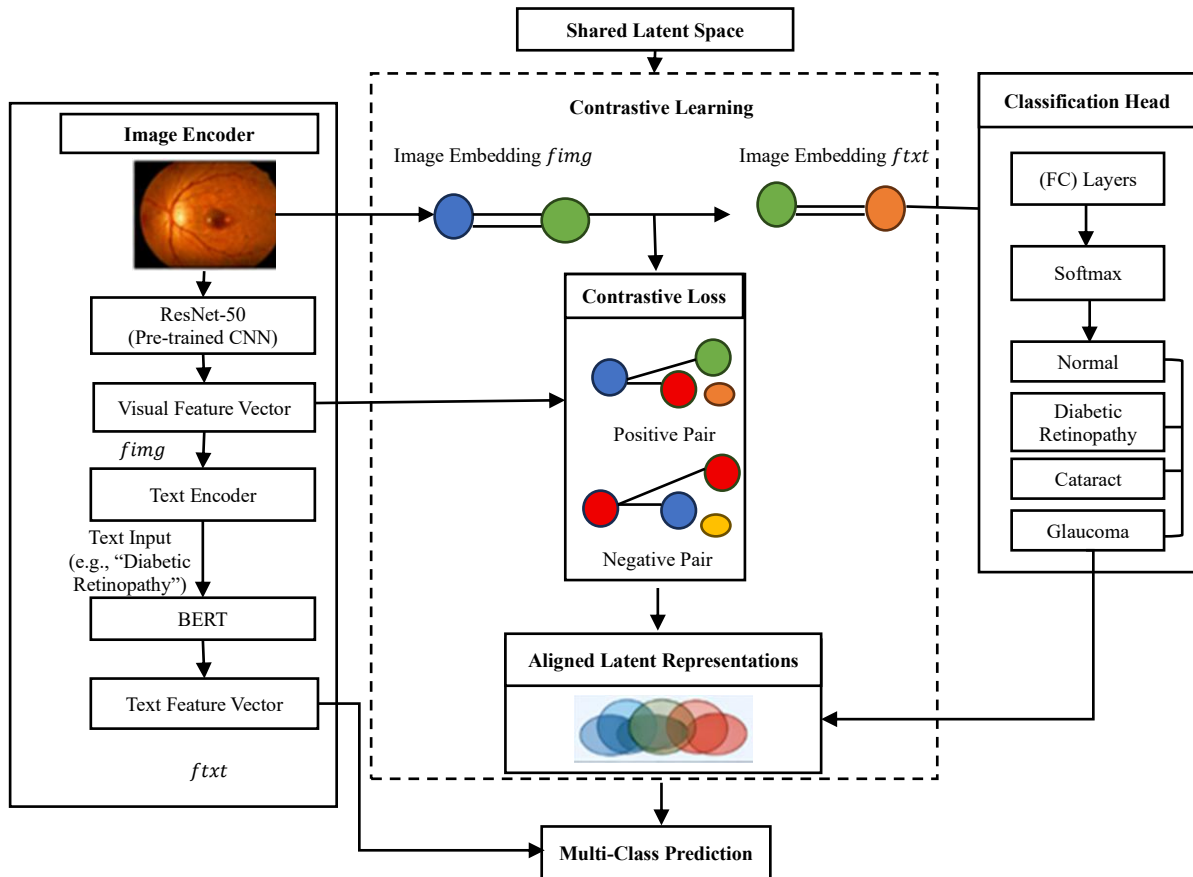 Shared Latent Space
Image Encoder
ResNet-50
(Pre-trained CNN)
Visual Feature Vector
fimg
Text Encoder
Text Input
(e.g., “Diabetic
Retinopathy”)
BERT
Text Feature Vector
ftxt
Contrastive Learning
Image Embedding fimg
Image Embedding ftxt
Contrastive Loss
Positive Pair
Negative Pair
Aligned Latent Representations
Multi-Class Prediction
Classification Head
(FC) Layers
Softmax
Normal
Diabetic
Retinopathy
Cataract
Glaucoma